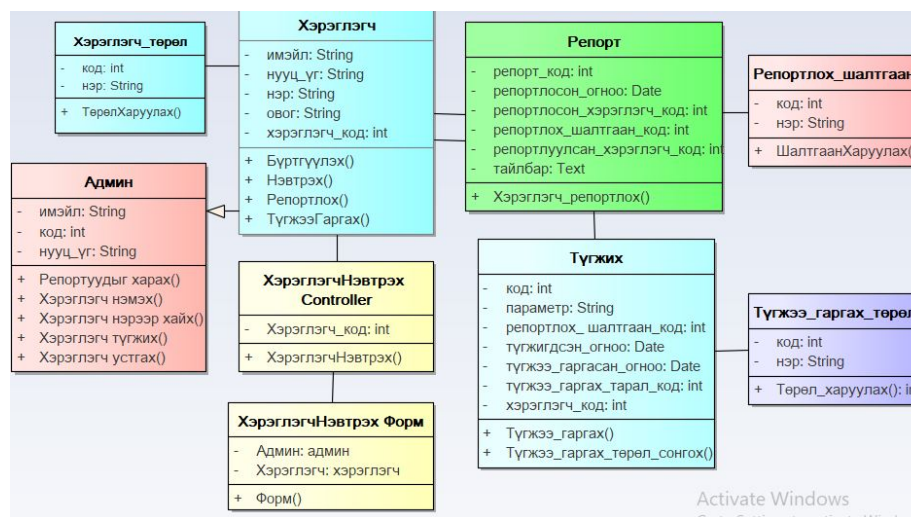 Хэрэглэгч_төрөл
- код: int
- нэр: String
+ ТөрөлХаруулах()
Хэрэглэгч
- имэйл: String
- нууц_үг: String
- нэр: String
- овог: String
- хэрэглэгч_код: int
+ Бүртгүүлэх()
+ Нэвтрэх()
+ Репортлох()
+ ТүгжээГаргах()
Репорт
- репорт_код: int
- репортлосон_огноо: Date
- репортлосон_хэрэглэгч_код: int
- репортлох_шалтгаан_код: int
- репортлуулсан_хэрэглэгч_код: int
- тайлбар: Text
+ Хэрэглэгч_репортлох()
Репортлох_шалтгаан
- код: int
- нэр: String
+ ШалтгаанХаруулах(
Админ
- имэйл: String
- код: int
- нууц_үг: String
+ Репортуудыг харах()
+ Хэрэглэгч нэмэх()
+ Хэрэглэгч нэрээр хайх()
+ Хэрэглэгч түгжих()
+ Хэрэглэгч устгах()
ХэрэглэгчНэвтрэх
Controller
- Хэрэглэгч_код: int
+ ХэрэглэгчНэвтрэх()
Түгжих
- код: int
- параметр: String
- репортлох_ шалтгаан_код: int
- түгжигдсэн_огноо: Date
- түгжээ_гаргасан_огноо: Date
- түгжээ_гаргах_тарал_код: int
- хэрэглэгч_код: int
+ Түгжээ_гаргах()
+ Түгжээ_гаргах_төрөл_сонгох()
Түгжээ_гаргах_төрөл
- код: int
- нэр: String
+ Төрөл_харуулах(): in
ХэрэглэгчНэвтрэх Форм
- Админ: админ
- Хэрэглэгч: хэрэглэгч
+ Форм()
Activate Windows